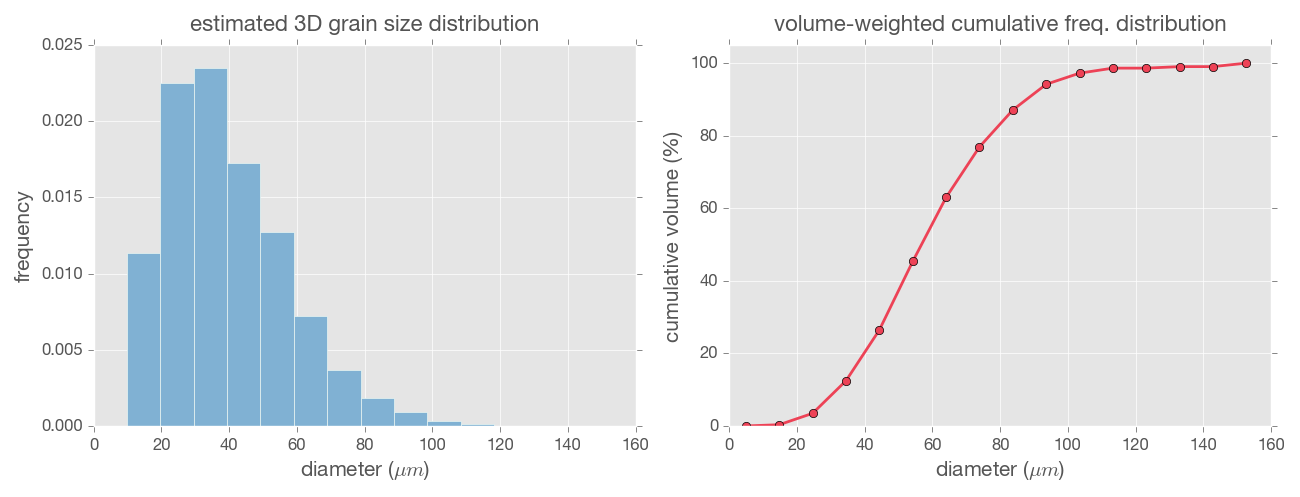 estimated 3D grain size distribution
0.025
0.020
0.015
0.010
0.005
0.000
frequency
0 20 40 60 80 100 120 140 160
diameter (μm)
volume-weighted cumulative freq. distribution
100
80
60
40
20
0
cumulative volume (%)
0 20 40 60 80 100 120 140 160
diameter (μm)